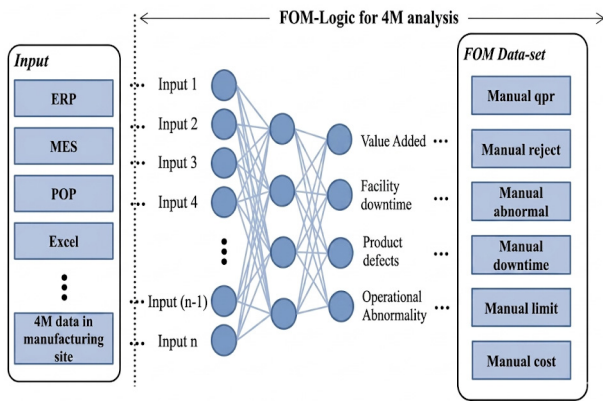 FOM-Logic for 4M analysis
Input
ERP
MES
POP
Excel
4M data in
manufacturing
site
Input 1
Input 2
Input 3
Input 4
Input (n-1)
Input n
Value Added
Facility
downtime
Product
defects
Operational
Abnormality
FOM Data-set
Manual qpr
Manual reject
Manual
abnormal
Manual
downtime
Manual limit
Manual cost